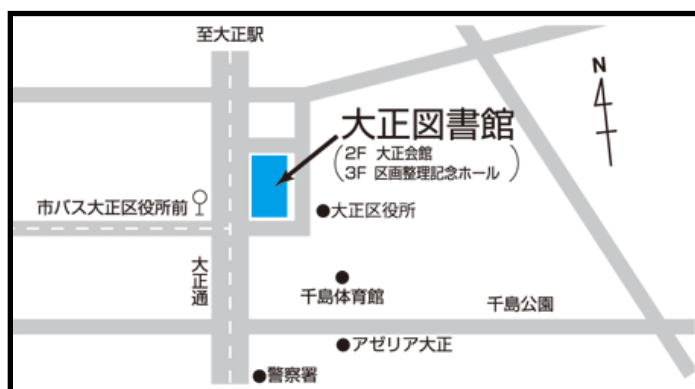 至大正駅
N
大正図書館
(2F 大正会館
3F 区画整理記念ホール)
市バス大正区役所前
大正区役所
大正通
千島体育館
千島公園
アゼリア大正
警察署